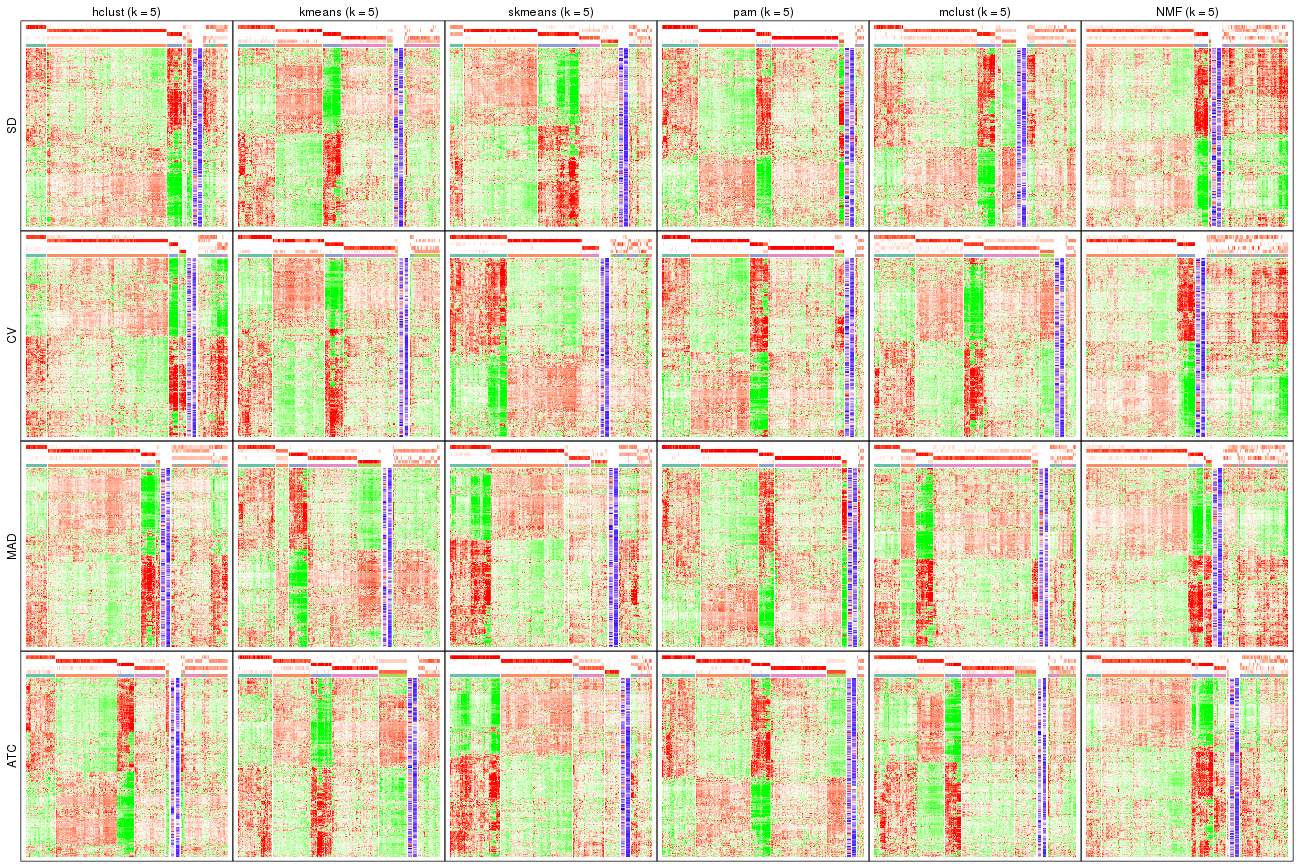 hclust (k = 5)
kmeans (k = 5)
skmeans (k = 5)
pam (k = 5)
mclust (k = 5)
NMF (k = 5)
SD
CV
MAD
ATC